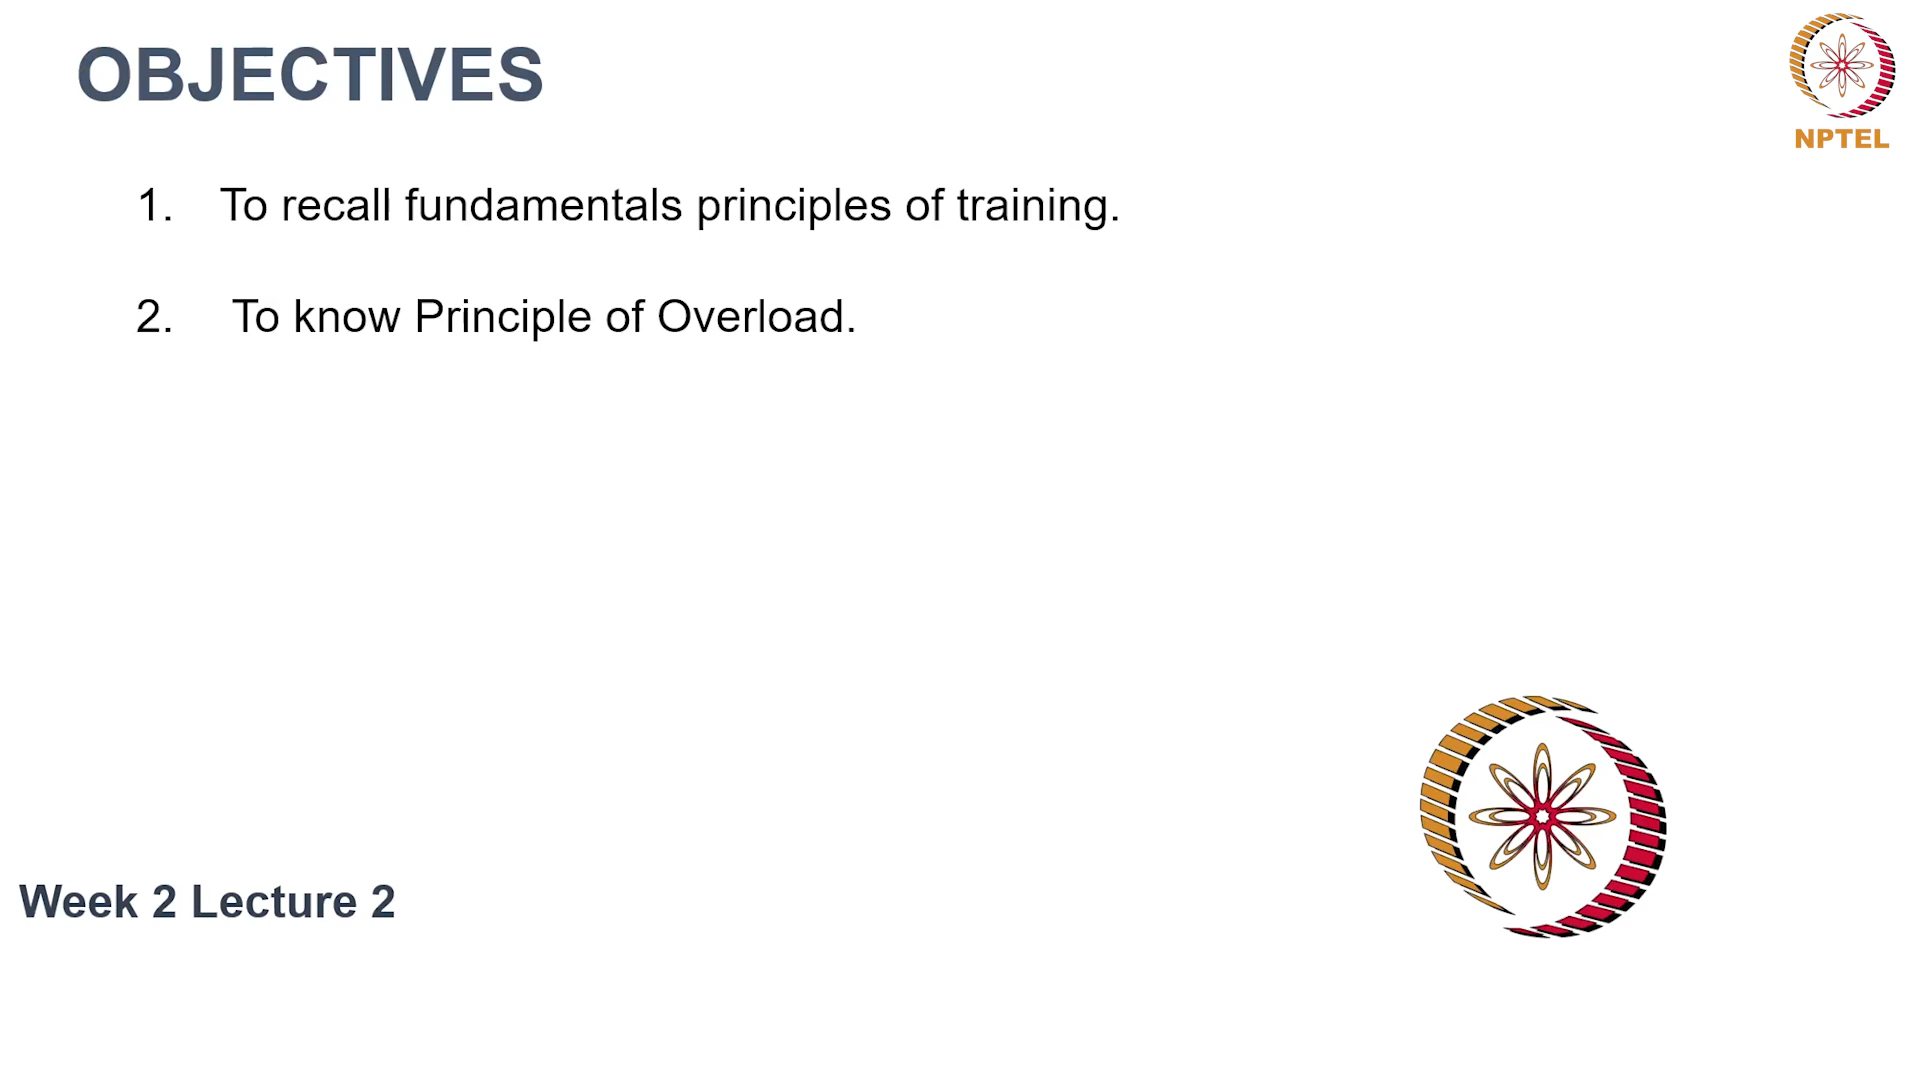 OBJECTIVES
NPTEL
1. To recall fundamentals principles of training.
2. To know Principle of Overload.
Week 2 Lecture 2